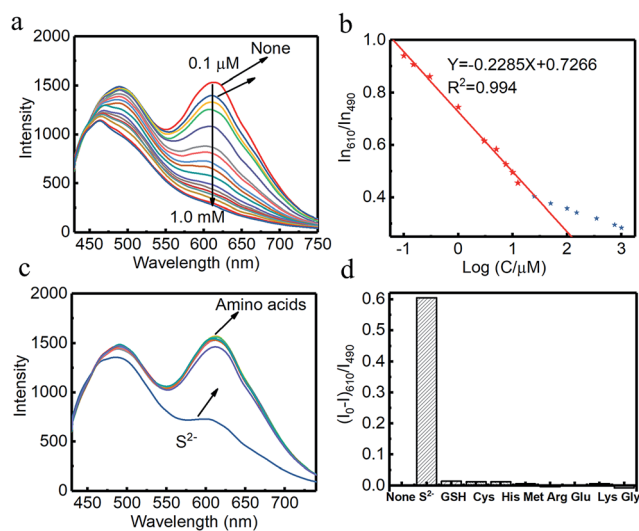 a
Intensity
2000
1500
1000
500
0
0.1 μM
None
1.0 mM
450 500 550 600 650 700 750
Wavelength (nm)
b
In610/In490
1.0
0.8
0.6
0.4
Y=-0.2285X+0.7266
R²=0.994
-1 0 1 2 3
Log (C/μM)
c
Intensity
2000
1500
1000
500
0
Amino acids
S²⁻
450 500 550 600 650 700
Wavelength (nm)
d
(I₀-I)610/I490
0.6
0.5
0.4
0.3
0.2
0.1
0.0
None S²⁻ GSH Cys His Met Arg Glu Lys Gly